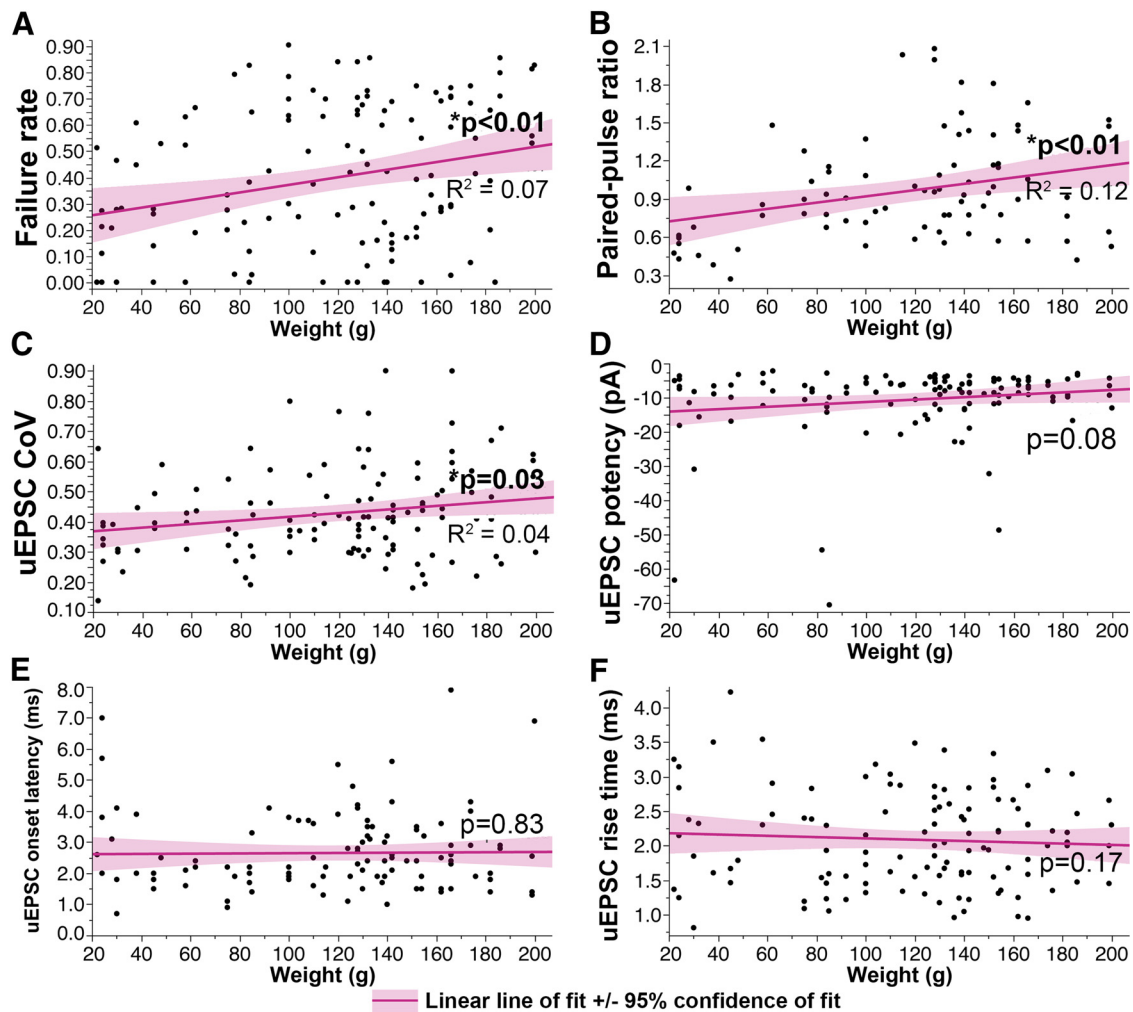 A
Failure rate
0.90
0.80
0.70
0.60
0.50
0.40
0.30
0.20
0.10
0.00
*p<0.01
R² = 0.07
20 40 60 80 100 120 140 160 180 200
Weight (g)
B
Paired-pulse ratio
2.1
1.8
1.5
1.2
0.9
0.6
0.3
*p<0.01
R² = 0.12
20 40 60 80 100 120 140 160 180 200
Weight (g)
C
uEPSC CoV
0.90
0.80
0.70
0.60
0.50
0.40
0.30
0.20
0.10
*p=0.03
R² = 0.04
20 40 60 80 100 120 140 160 180 200
Weight (g)
D
uEPSC potency (pA)
0
-10
-20
-30
-40
-50
-60
-70
p=0.08
20 40 60 80 100 120 140 160 180 200
Weight (g)
E
uEPSC onset latency (ms)
8.0
7.0
6.0
5.0
4.0
3.0
2.0
1.0
0.0
p=0.83
20 40 60 80 100 120 140 160 180 200
Weight (g)
F
uEPSC rise time (ms)
4.0
3.5
3.0
2.5
2.0
1.5
1.0
p=0.17
20 40 60 80 100 120 140 160 180 200
Weight (g)
Linear line of fit +/- 95% confidence of fit